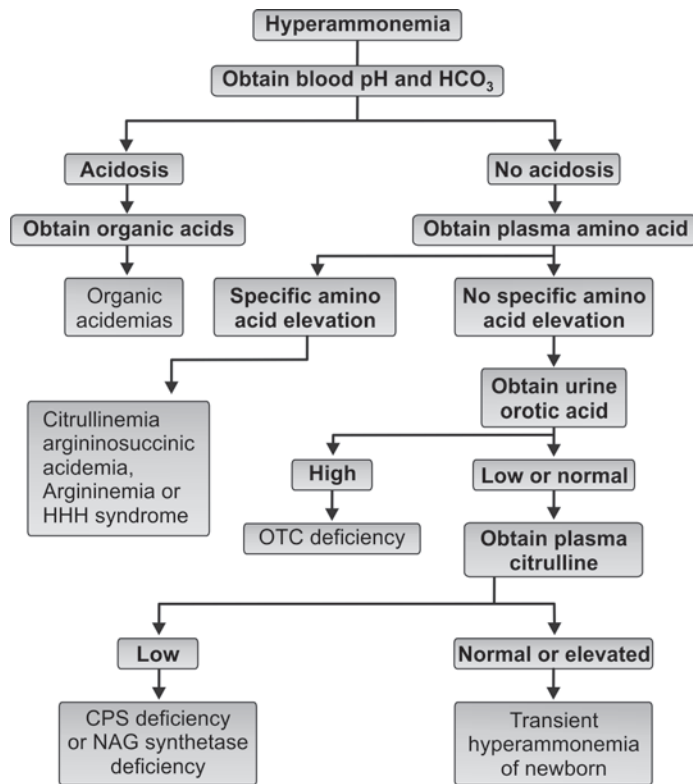 Hyperammonemia
Obtain blood pH and HCO₃
Acidosis
No acidosis
Obtain organic acids
Obtain plasma amino acid
Organic
acidemias
Specific amino
acid elevation
No specific amino
acid elevation
Citrullinemia
argininosuccinic
acidemia,
Argininemia or
HHH syndrome
Obtain urine
orotic acid
High
Low or normal
OTC deficiency
Obtain plasma
citrulline
Low
Normal or elevated
CPS deficiency
or NAG synthetase
deficiency
Transient
hyperammonemia
of newborn